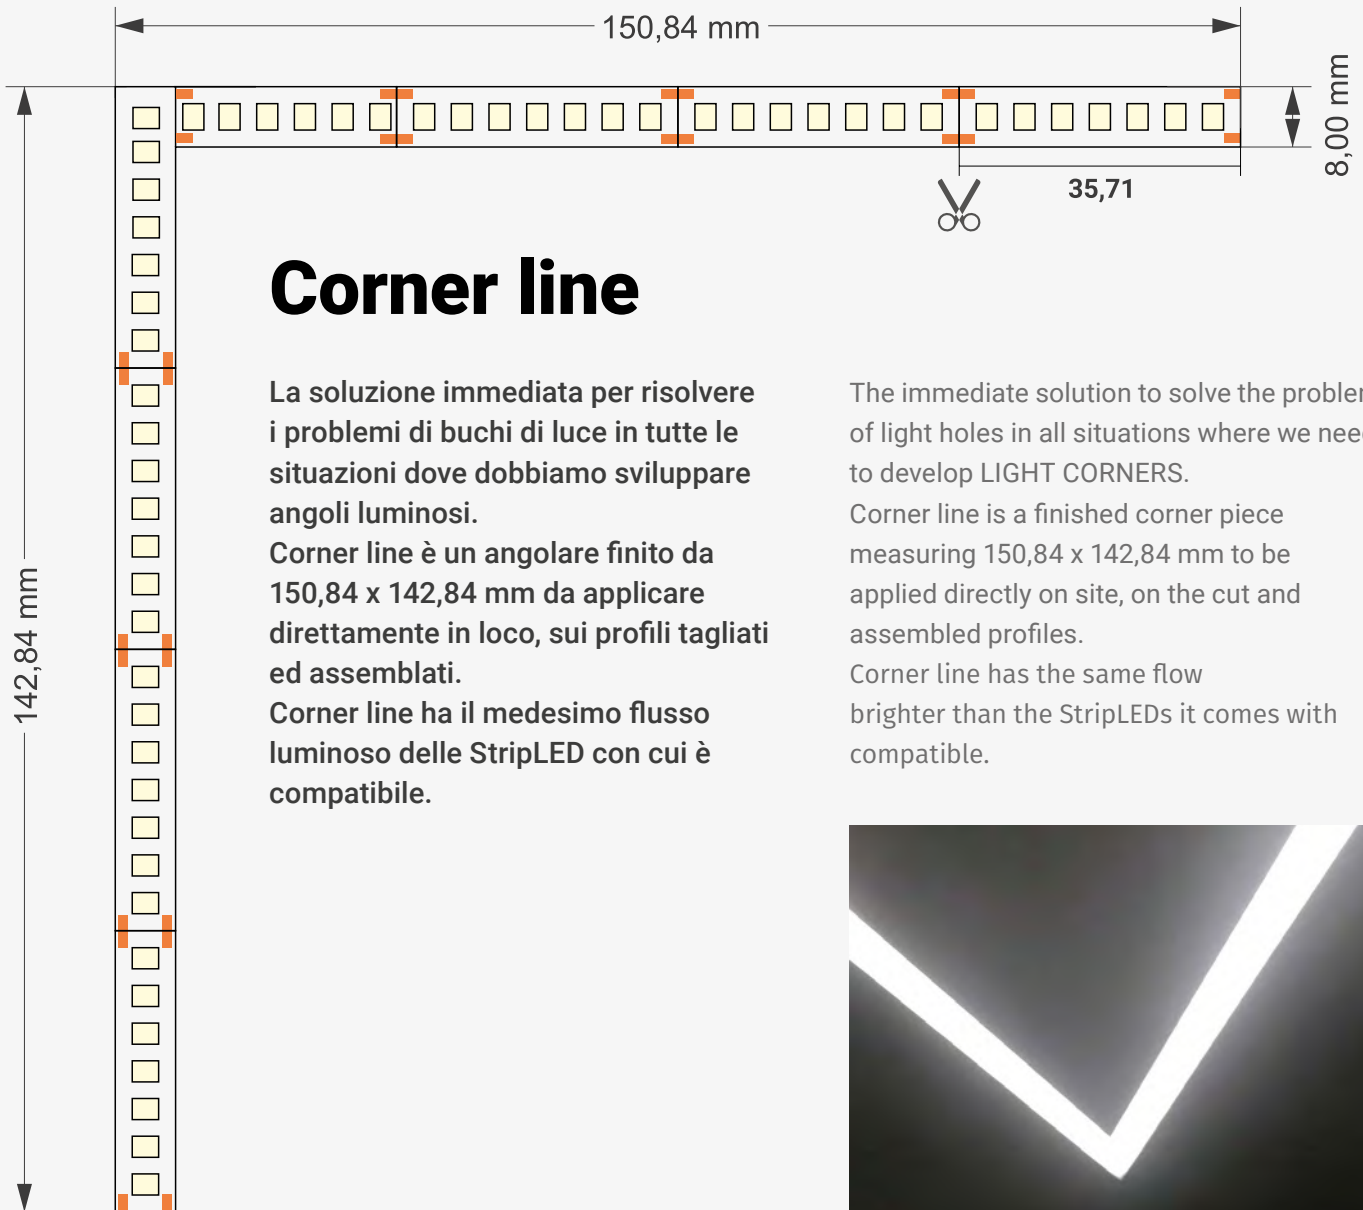 150,84 mm
8,00 mm
35,71
142,84 mm
Corner line
La soluzione immediata per risolvere
i problemi di buchi di luce in tutte le
situazioni dove dobbiamo sviluppare
angoli luminosi.
Corner line è un angolare finito da
150,84 x 142,84 mm da applicare
direttamente in loco, sui profili tagliati
ed assemblati.
Corner line ha il medesimo flusso
luminoso delle StripLED con cui è
compatibile.
The immediate solution to solve the
of light holes in all situations where we
to develop LIGHT CORNERS.
Corner line is a finished corner piece
measuring 150,84 x 142,84 mm to be
applied directly on site, on the cut and
assembled profiles.
Corner line has the same flow
brighter than the StripLEDs it comes with
compatible.